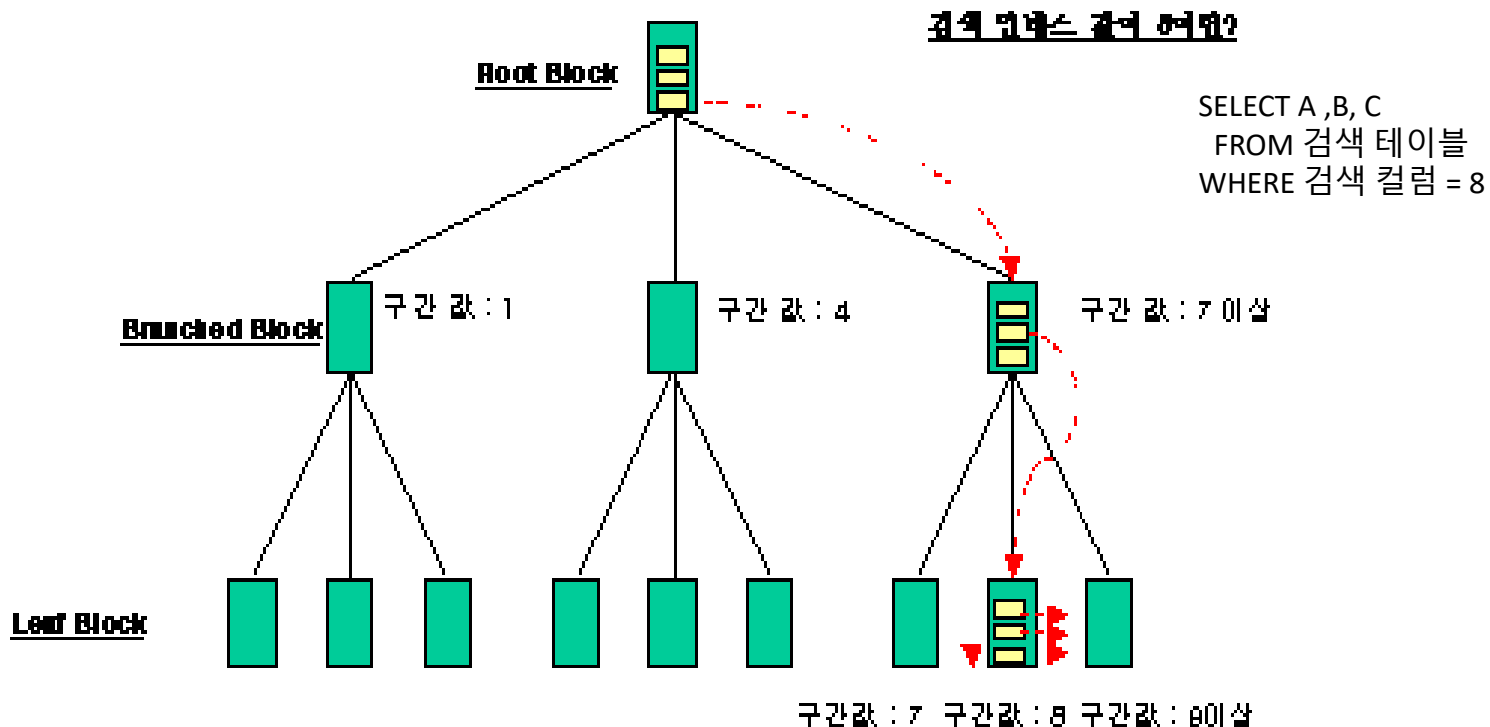 Root Block
SELECT A ,B, C
FROM 검색 테이블
WHERE 검색 컬럼 = 8
구간 값 : 1
구간 값 : 4
구간 값 : 7 이상
Branched Block
Leaf Block
구간값 : 7 구간값 : 8 구간값 : 9이상